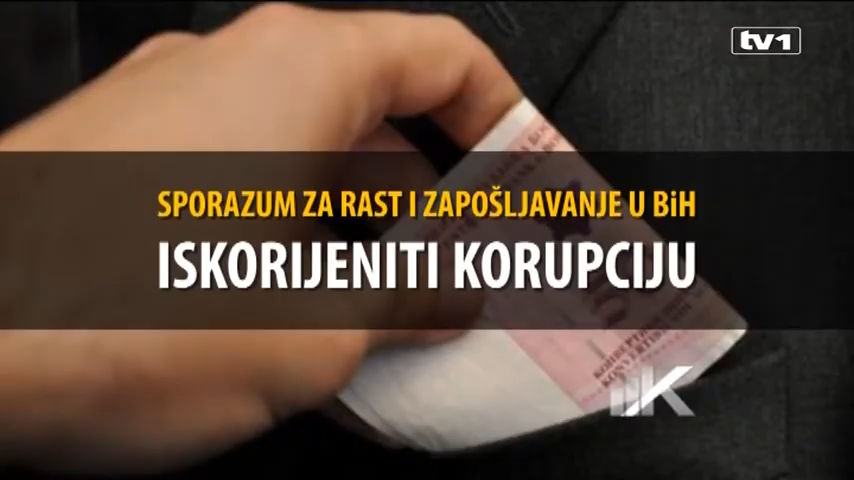 tv1
SPORAZUM ZA RAST I ZAPOŠLJAVANJE U BiH
ISKORIJENITI KORUPCIJU